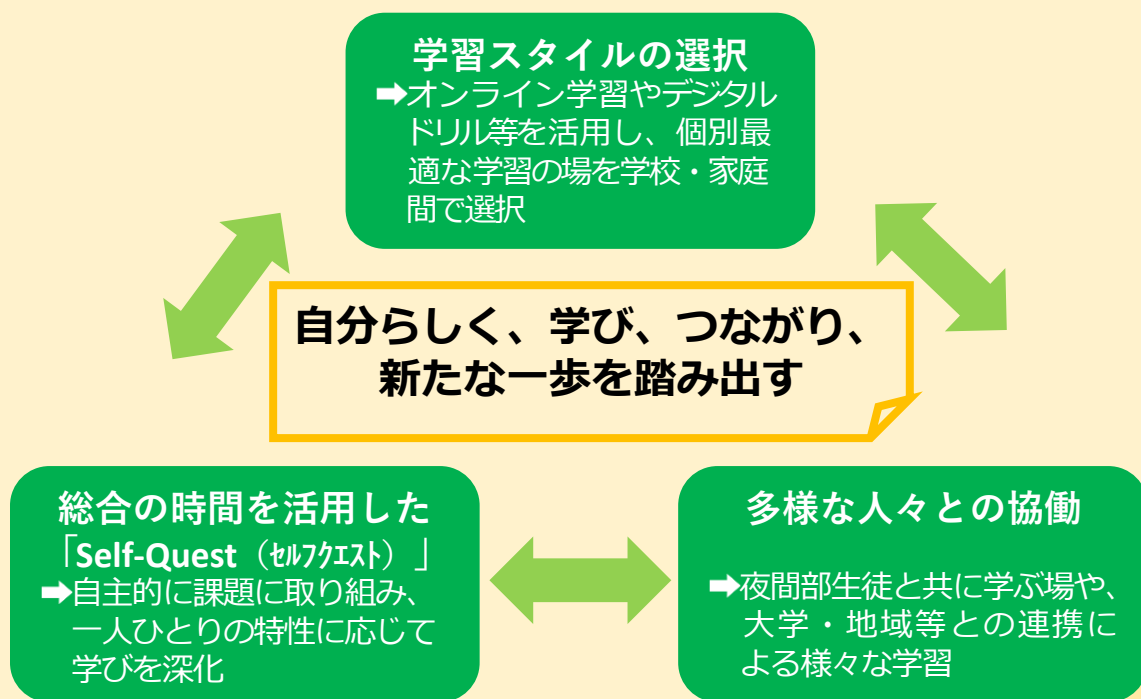 学習スタイルの選択
➡オンライン学習やデジタル
ドリル等を活用し、個別最
適な学習の場を学校・家庭
間で選択
自分らしく、学び、つながり、
新たな一歩を踏み出す
総合の時間を活用した
「Self-Quest（ｾﾙﾌｸｴｽﾄ）」
➡自主的に課題に取り組み、
一人ひとりの特性に応じて
学びを深化
多様な人々との協働
➡夜間部生徒と共に学ぶ場や、
大学・地域等との連携に
よる様々な学習